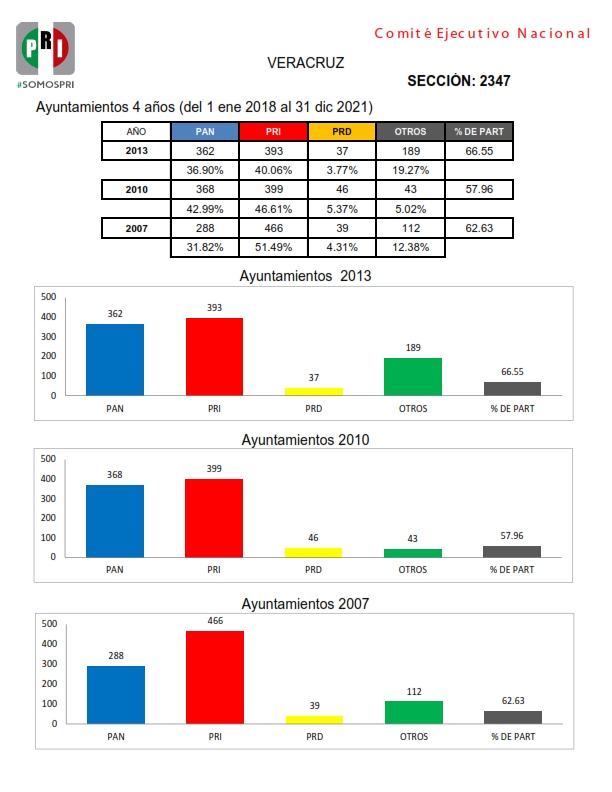 Comité Ejecutivo Nacional
PRI
#SOMOSPRI
VERACRUZ
SECCIÓN: 2347
Ayuntamientos 4 años (del 1 ene 2018 al 31 dic 2021)
AÑO PAN PRI PRD OTROS % DE PART
2013 362 393 37 189 66.55
36.90% 40.06% 3.77% 19.27%
2010 368 399 46 43 57.96
42.99% 46.61% 5.37% 5.02%
2007 288 466 39 112 62.63
31.82% 51.49% 4.31% 12.38%
Ayuntamientos 2013
500
400
300
200
100
0
362 393 37 189 66.55
PAN PRI PRD OTROS % DE PART
Ayuntamientos 2010
500
400
300
200
100
0
368 399 46 43 57.96
PAN PRI PRD OTROS % DE PART
Ayuntamientos 2007
500
400
300
200
100
0
288 466 39 112 62.63
PAN PRI PRD OTROS % DE PART